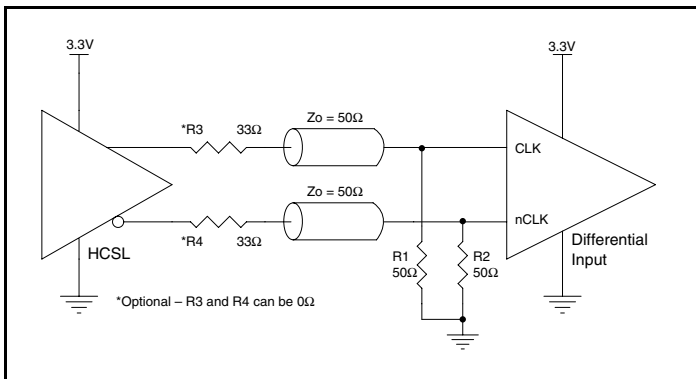 3.3V
3.3V
*R3
33Ω
Zo = 50Ω
CLK
Zo = 50Ω
nCLK
*R4
33Ω
HCSL
R1
50Ω
R2
50Ω
Differential
Input
*Optional – R3 and R4 can be 0Ω